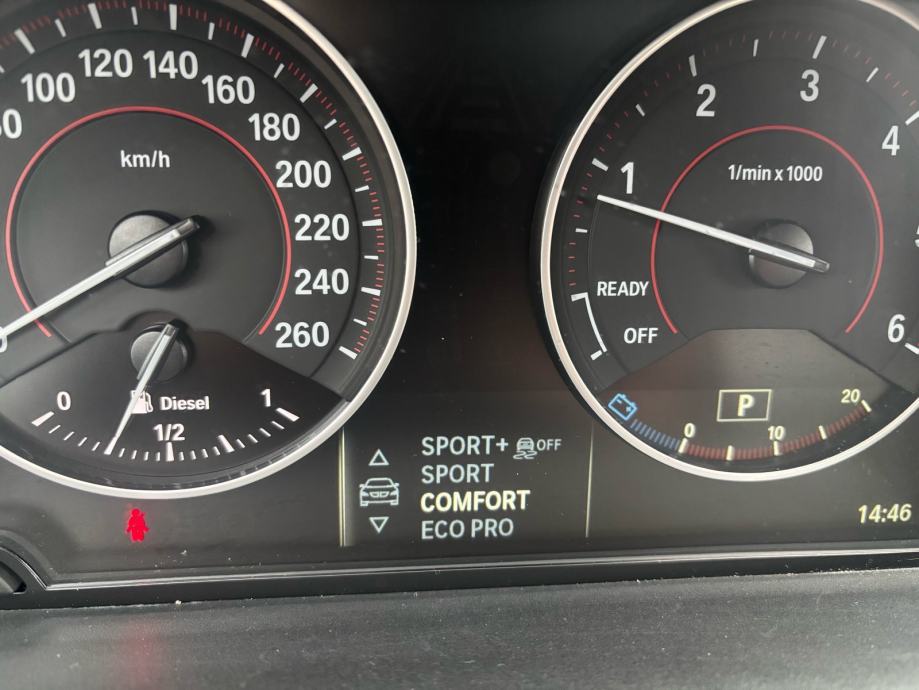 100
120
140
160
180
200
220
240
260
km/h
0
Diesel
1/2
1
SPORT+ OFF
SPORT
COMFORT
ECO PRO
1
2
3
4
6
1/min x 1000
READY
OFF
P
0
10
20
14:46